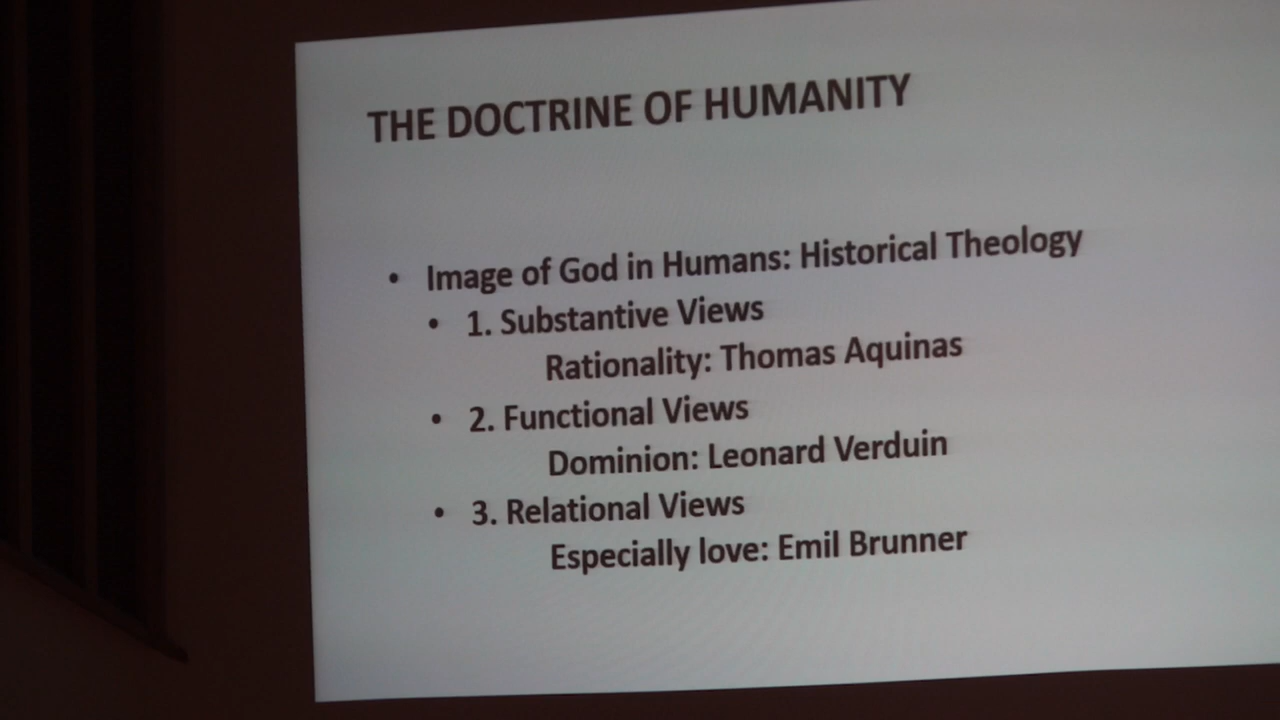 THE DOCTRINE OF HUMANITY
• Image of God in Humans: Historical Theology
• 1. Substantive Views
Rationality: Thomas Aquinas
• 2. Functional Views
Dominion: Leonard Verduin
• 3. Relational Views
Especially love: Emil Brunner